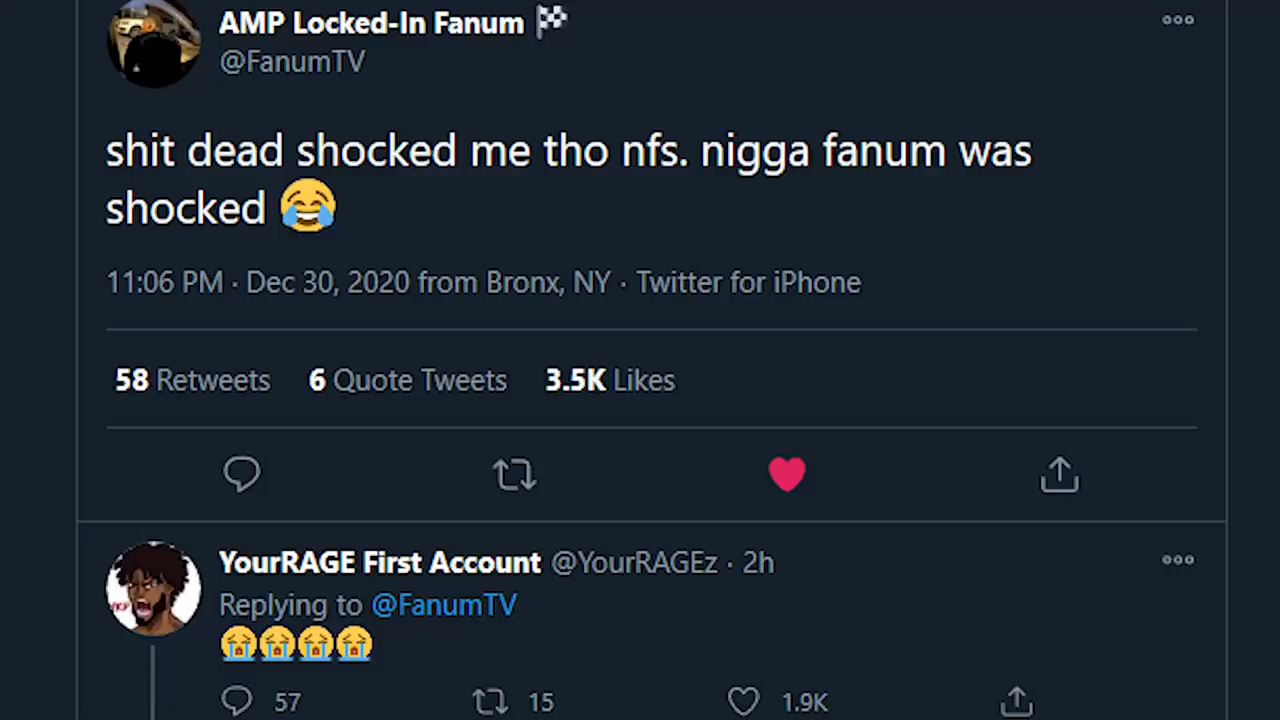 AMP Locked-In Fanum 🏁
@FanumTV
shit dead shocked me tho nfs. nigga fanum was
shocked 😂
11:06 PM · Dec 30, 2020 from Bronx, NY · Twitter for iPhone
58 Retweets 6 Quote Tweets 3.5K Likes
YourRAGE First Account @YourRAGEz · 2h
Replying to @FanumTV
😭😭😭😭
57 15 1.9K